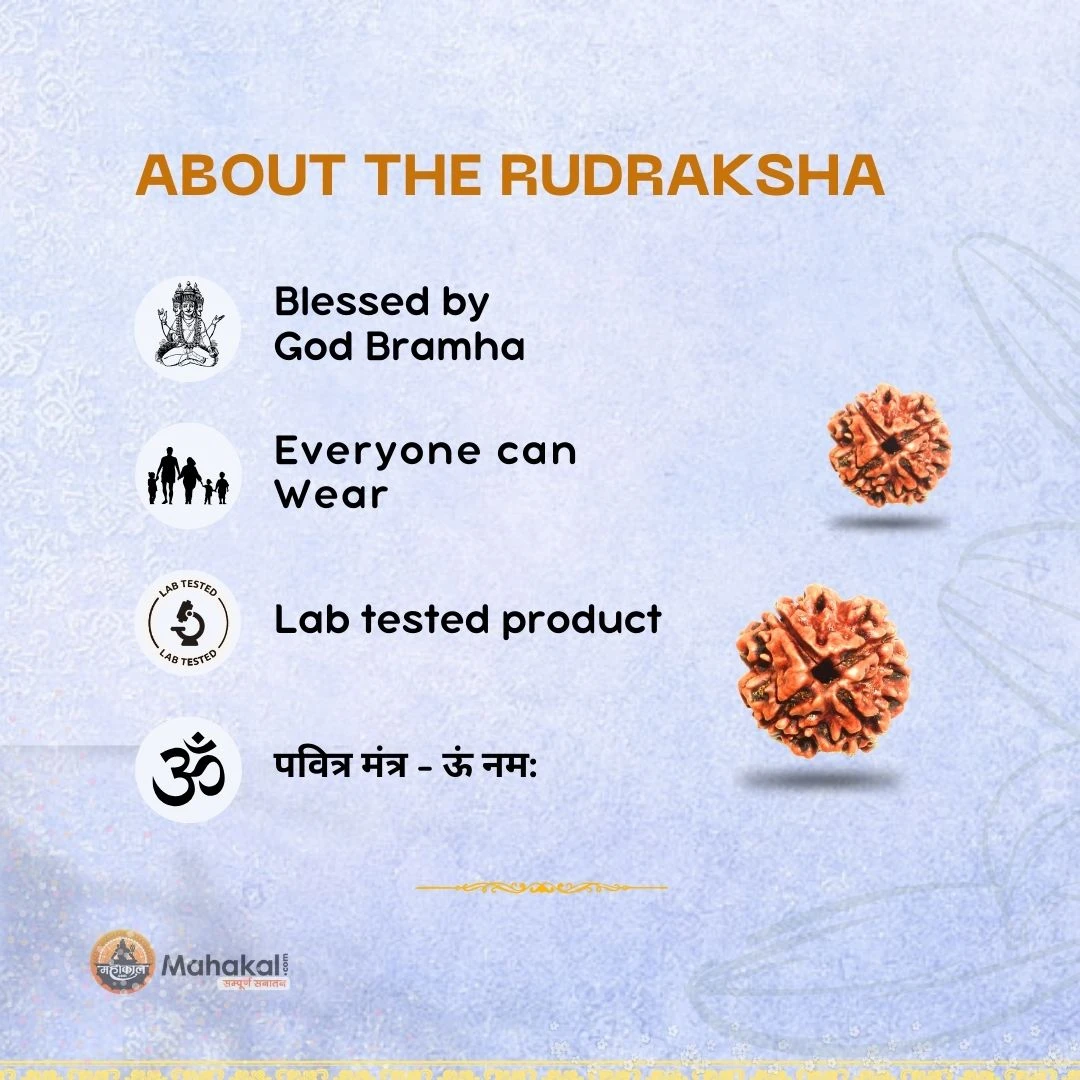 ABOUT THE RUDRAKSHA
Blessed by
God Bramha
Everyone can
Wear
LAB TESTED
LAB TESTED
Lab tested product
ॐ
पवित्र मंत्र - ऊं नम:
महाकाल
Mahakal.com
सम्पूर्ण सनातन